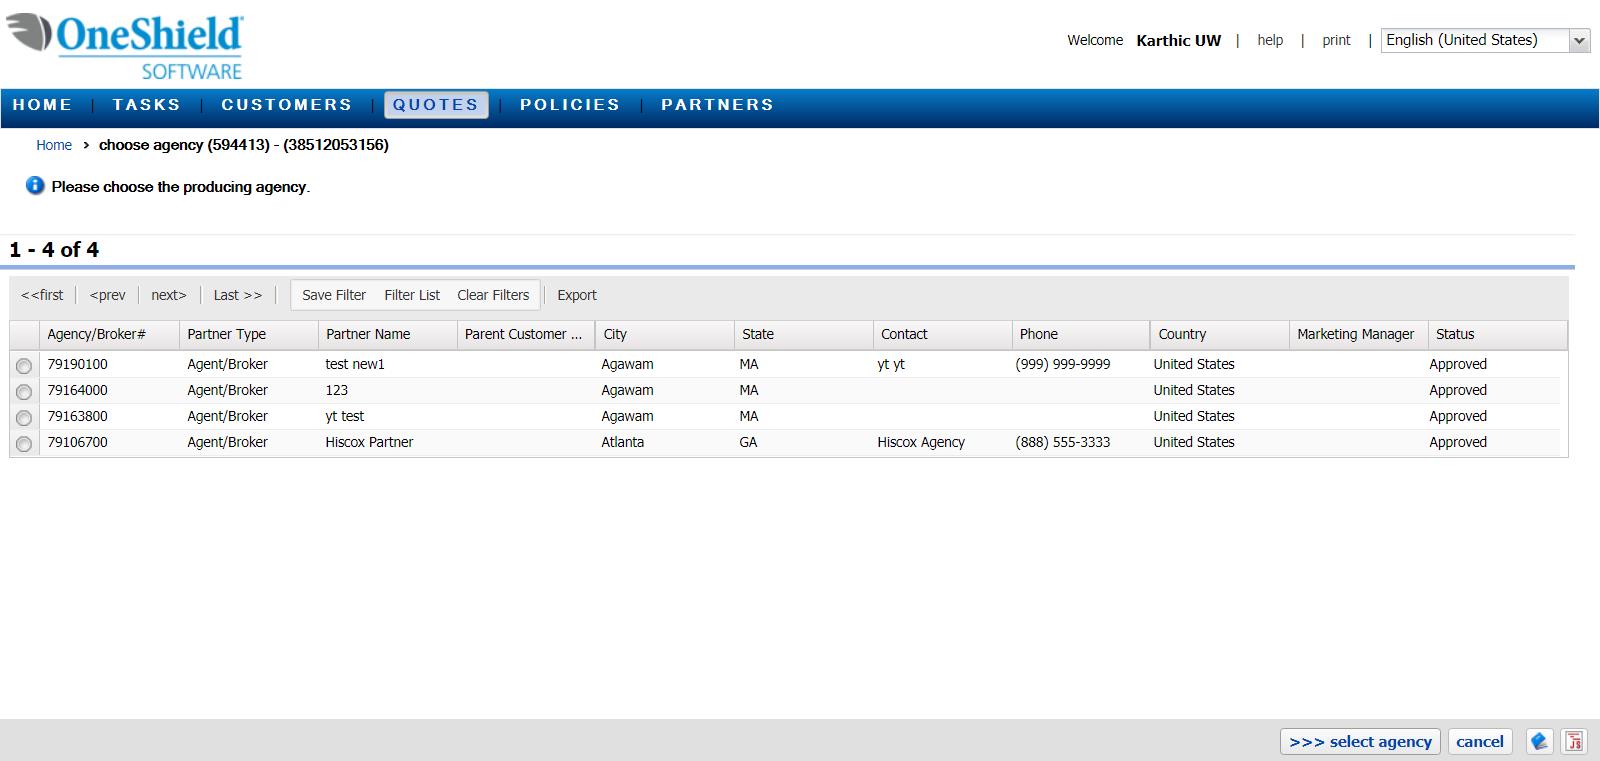 OneShield
SOFTWARE
Welcome Karthic UW | help | print | English (United States)
HOME | TASKS | CUSTOMERS | QUOTES | POLICIES | PARTNERS
Home › choose agency (594413) - (38512053156)
Please choose the producing agency.
1 - 4 of 4
<<first <prev next> Last >> Save Filter Filter List Clear Filters Export
Agency/Broker# Partner Type Partner Name Parent Customer ... City State Contact Phone Country Marketing Manager Status
79190100 Agent/Broker test new1 Agawam MA yt yt (999) 999-9999 United States Approved
79164000 Agent/Broker 123 Agawam MA United States Approved
79163800 Agent/Broker yt test Agawam MA United States Approved
79106700 Agent/Broker Hiscox Partner Atlanta GA Hiscox Agency (888) 555-3333 United States Approved
>>> select agency cancel JS